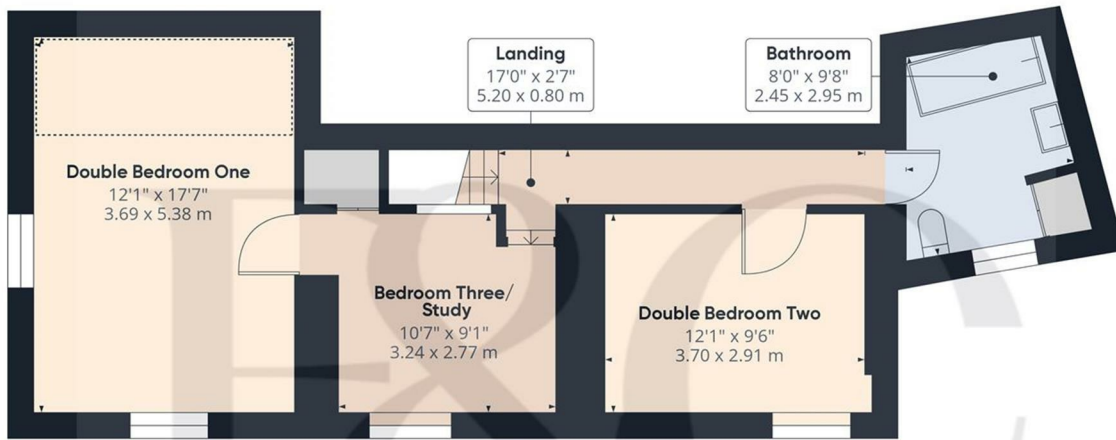 Landing
17'0" x 2'7"
5.20 x 0.80 m
Bathroom
8'0" x 9'8"
2.45 x 2.95 m
Double Bedroom One
12'1" x 17'7"
3.69 x 5.38 m
Bedroom Three/
Study
10'7" x 9'1"
3.24 x 2.77 m
Double Bedroom Two
12'1" x 9'6"
3.70 x 2.91 m